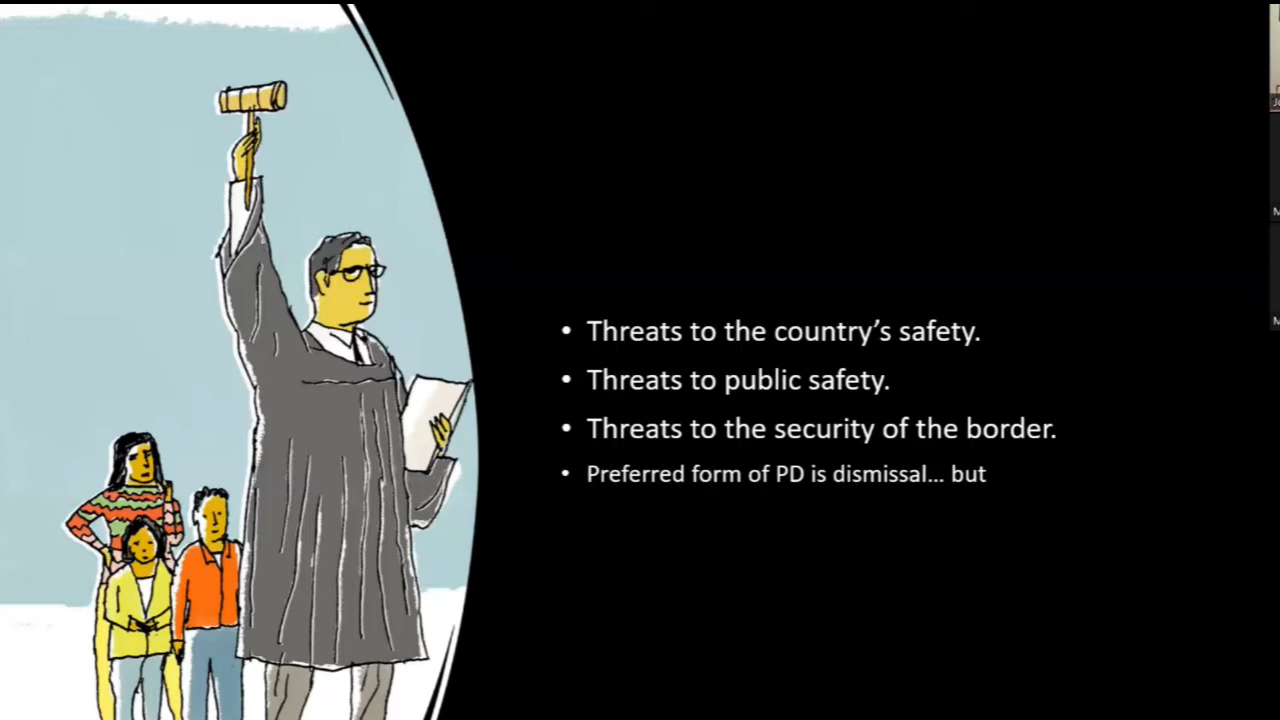 • Threats to the country’s safety.
• Threats to public safety.
• Threats to the security of the border.
• Preferred form of PD is dismissal... but